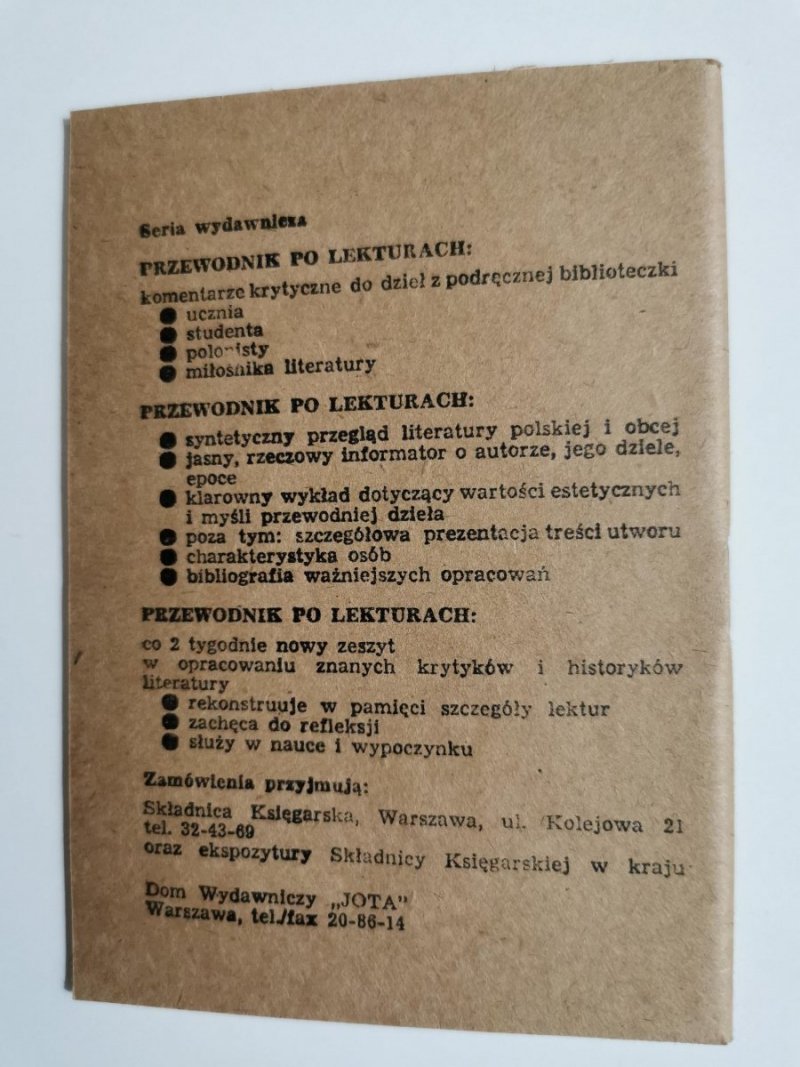 Seria wydawnicza
PRZEWODNIK PO LEKTURACH:
komentarze krytyczne do dzieł z podręcznej biblioteczki
● ucznia
● studenta
● polonisty
● miłośnika literatury
PRZEWODNIK PO LEKTURACH:
● syntetyczny przegląd literatury polskiej i obcej
● jasny, rzeczowy informator o autorze, jego dziele,
epoce
● klarowny wykład dotyczący wartości estetycznych
i myśli przewodniej dzieła
● poza tym: szczegółowa prezentacja treści utworu
● charakterystyka osób
● bibliografia ważniejszych opracowań
PRZEWODNIK PO LEKTURACH:
co 2 tygodnie nowy zeszyt
w opracowaniu znanych krytyków i historyków
literatury
● rekonstruuje w pamięci szczegóły lektur
● zachęca do refleksji
● służy w nauce i wypoczynku
Zamówienia przyjmują:
Składnica Księgarska, Warszawa, ul. Kolejowa 21
tel. 32-43-69
oraz ekspozytury Składnicy Księgarskiej w kraju
Dom Wydawniczy „JOTA”
Warszawa, tel./fax 20-86-14